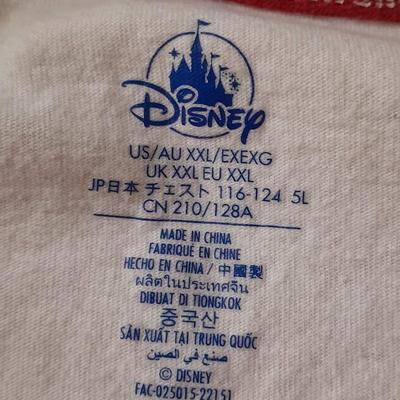 Disney
US/AU XXL/EXEXG
UK XXL EU XXL
JP日本 チェスト 116-124 5L
CN 210/128A
MADE IN CHINA
FABRIQUÉ EN CHINE
HECHO EN CHINA / 中國製
ผลิตในประเทศจีน
DIBUAT DI TIONGKOK
중국산
SẢN XUẤT TẠI TRUNG QUỐC
صنع في الصين
© DISNEY
FAC-025015-22151